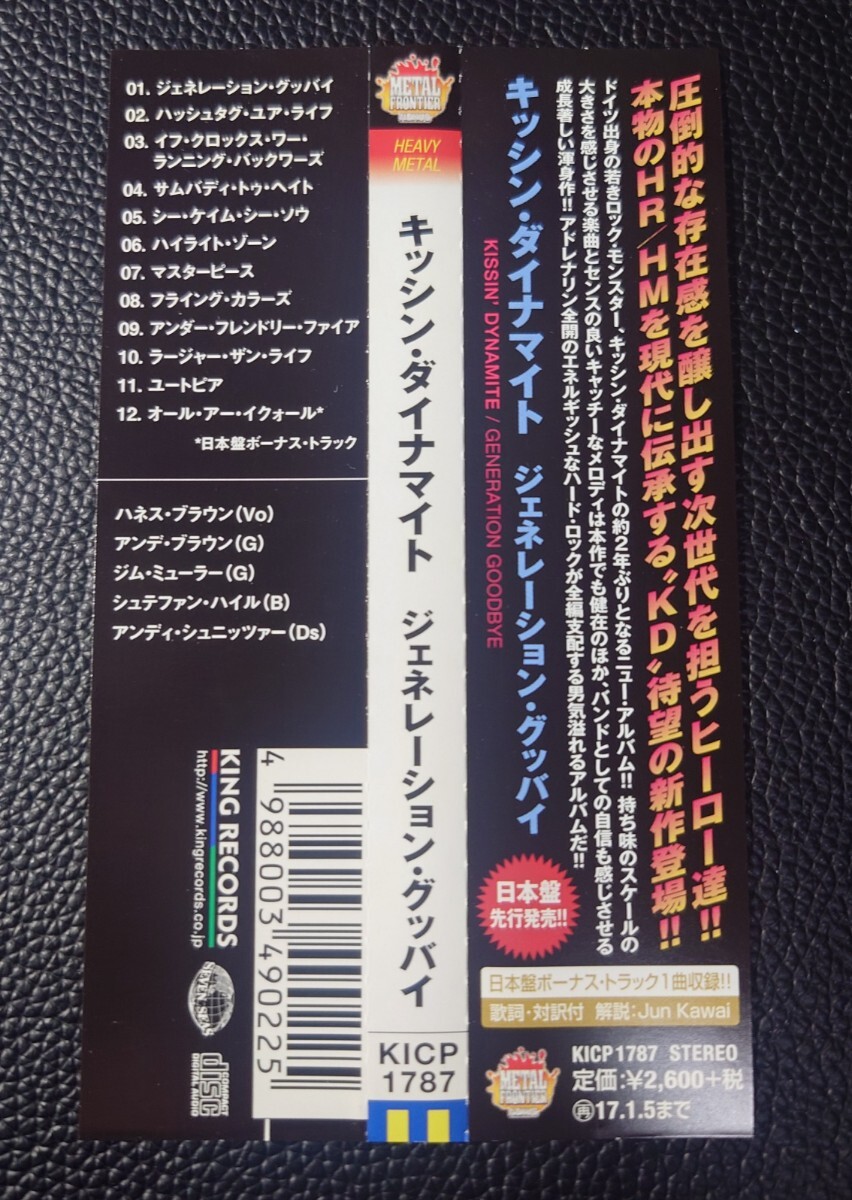 01. ジェネレーション・グッバイ
02. ハッシュタグ・ユア・ライフ
03. イフ・クロックス・ワー・
ランニング・バックワーズ
04. サムバディ・トゥ・ヘイト
05. シー・ケイム・シー・ソウ
06. ハイライト・ゾーン
07. マスターピース
08. フライング・カラーズ
09. アンダー・フレンドリー・ファイア
10. ラージャー・ザン・ライフ
11. ユートピア
12. オール・アー・イクォール*
*日本盤ボーナス・トラック
ハネス・ブラウン(Vo)
アンデ・ブラウン(G)
ジム・ミューラー(G)
シュテファン・ハイル(B)
アンディ・シュニッツァー(Ds)
KING RECORDS
http://www.kingrecords.co.jp
SEVEN SEAS
COMPACT
disc
DIGITAL AUDIO
4 988003 490225
METAL
FRONTIER
HEAVY
METAL
キッシン・ダイナマイト ジェネレーション・グッバイ
KICP
1787
圧倒的な存在感を醸し出す次世代を担うヒーロー達!!
本物のHR/HMを現代に伝承する“KD”待望の新作登場!!
ドイツ出身の若きロック・モンスター、キッシン・ダイナマイトの約2年ぶりとなるニュー・アルバム!! 持ち味のスケールの
大きさを感じさせる楽曲とセンスの良いキャッチーなメロディは本作でも健在のほか、バンドとしての自信も感じさせる
成長著しい渾身作!! アドレナリン全開のエネルギッシュなハード・ロックが全編支配する男気溢れるアルバムだ!!
キッシン・ダイナマイト ジェネレーション・グッバイ
KISSIN' DYNAMITE / GENERATION GOODBYE
日本盤
先行発売!!
日本盤ボーナス・トラック1曲収録!!
歌詞・対訳付 解説:Jun Kawai
METAL
FRONTIER
KICP1787 STEREO
定価:¥2,600+税
再17.1.5まで